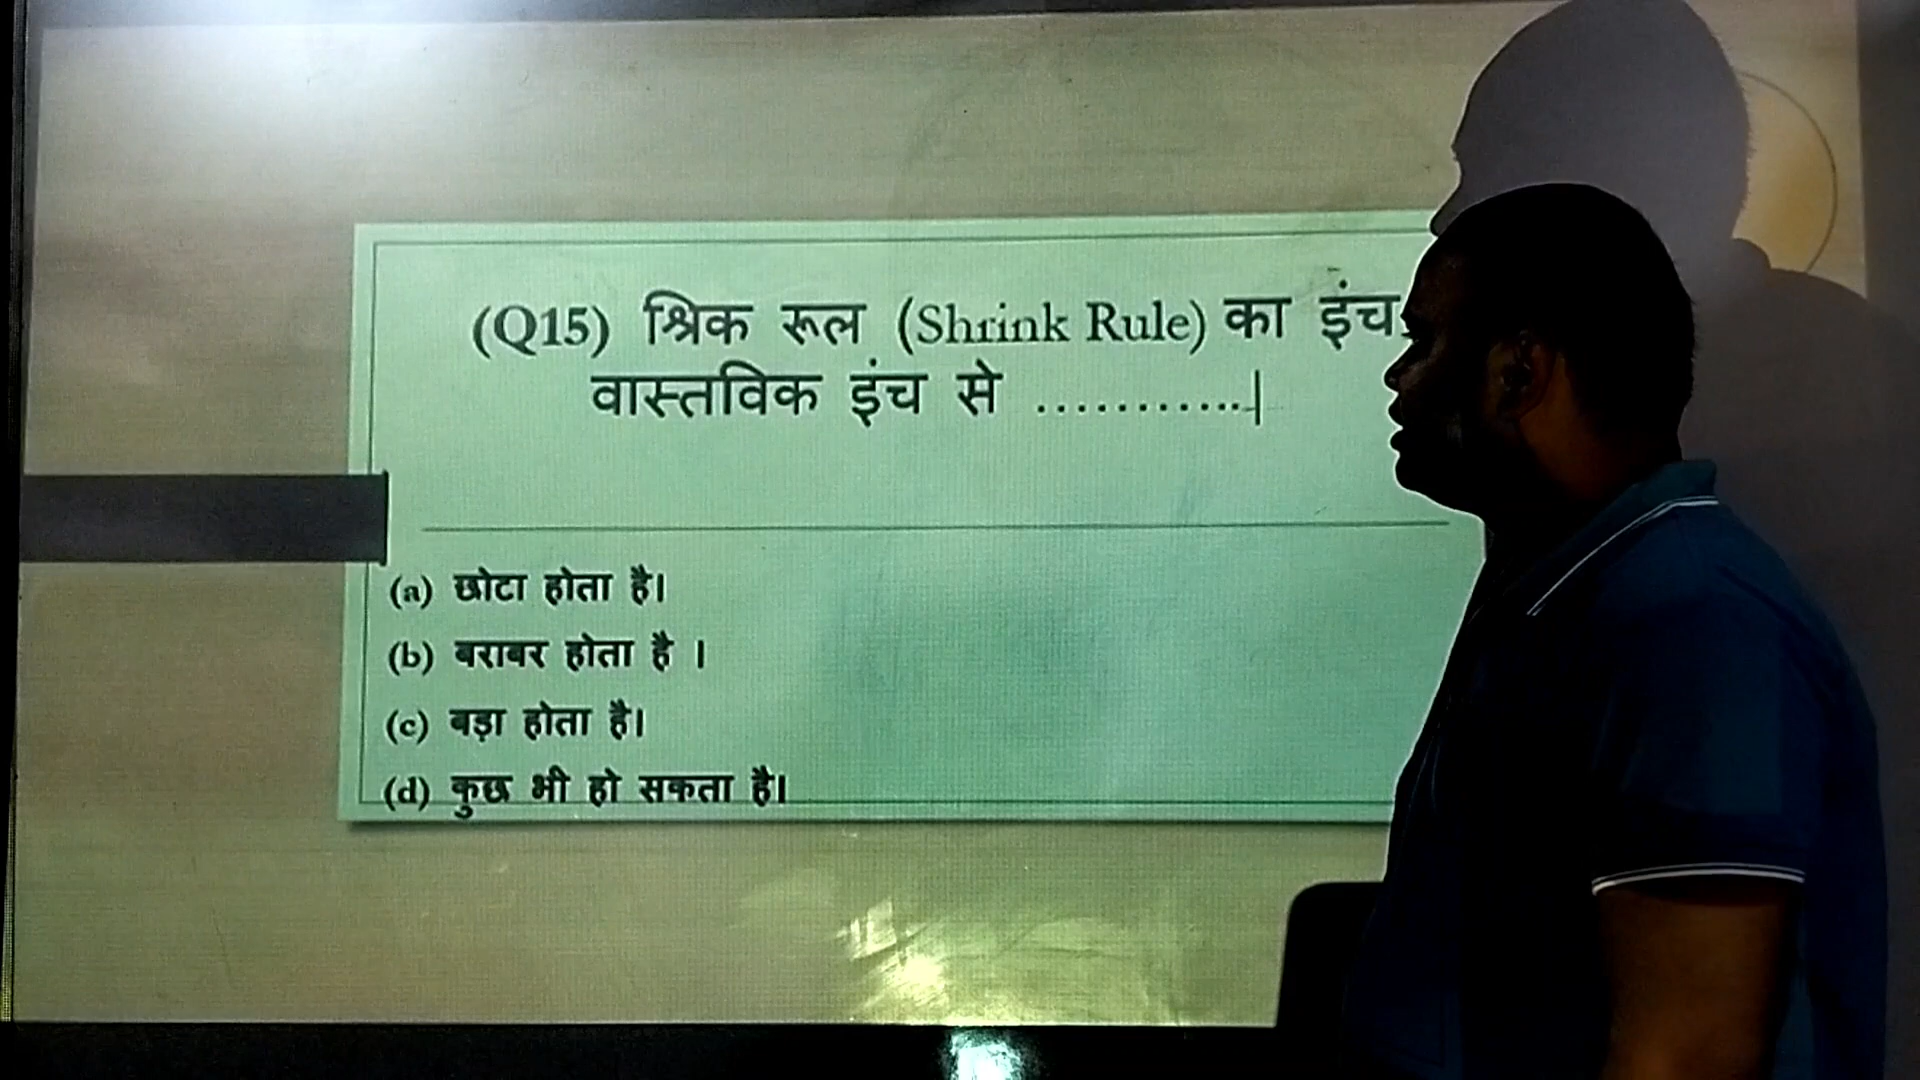 (Q15) श्रिंक रूल (Shrink Rule) का इंच
वास्तविक इंच से ............|
(a) छोटा होता है।
(b) बराबर होता है ।
(c) बड़ा होता है।
(d) कुछ भी हो सकता है।